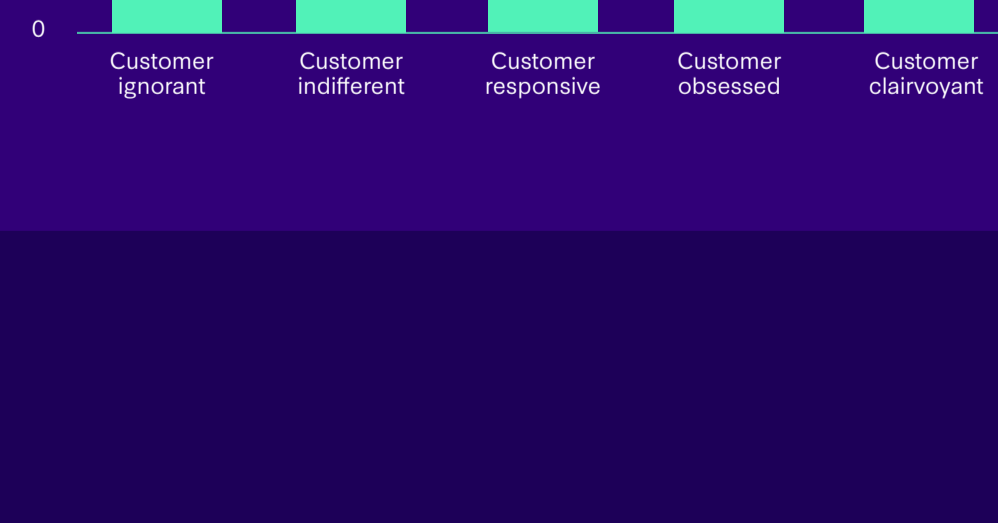 0
Customer
ignorant
Customer
indifferent
Customer
responsive
Customer
obsessed
Customer
clairvoyant